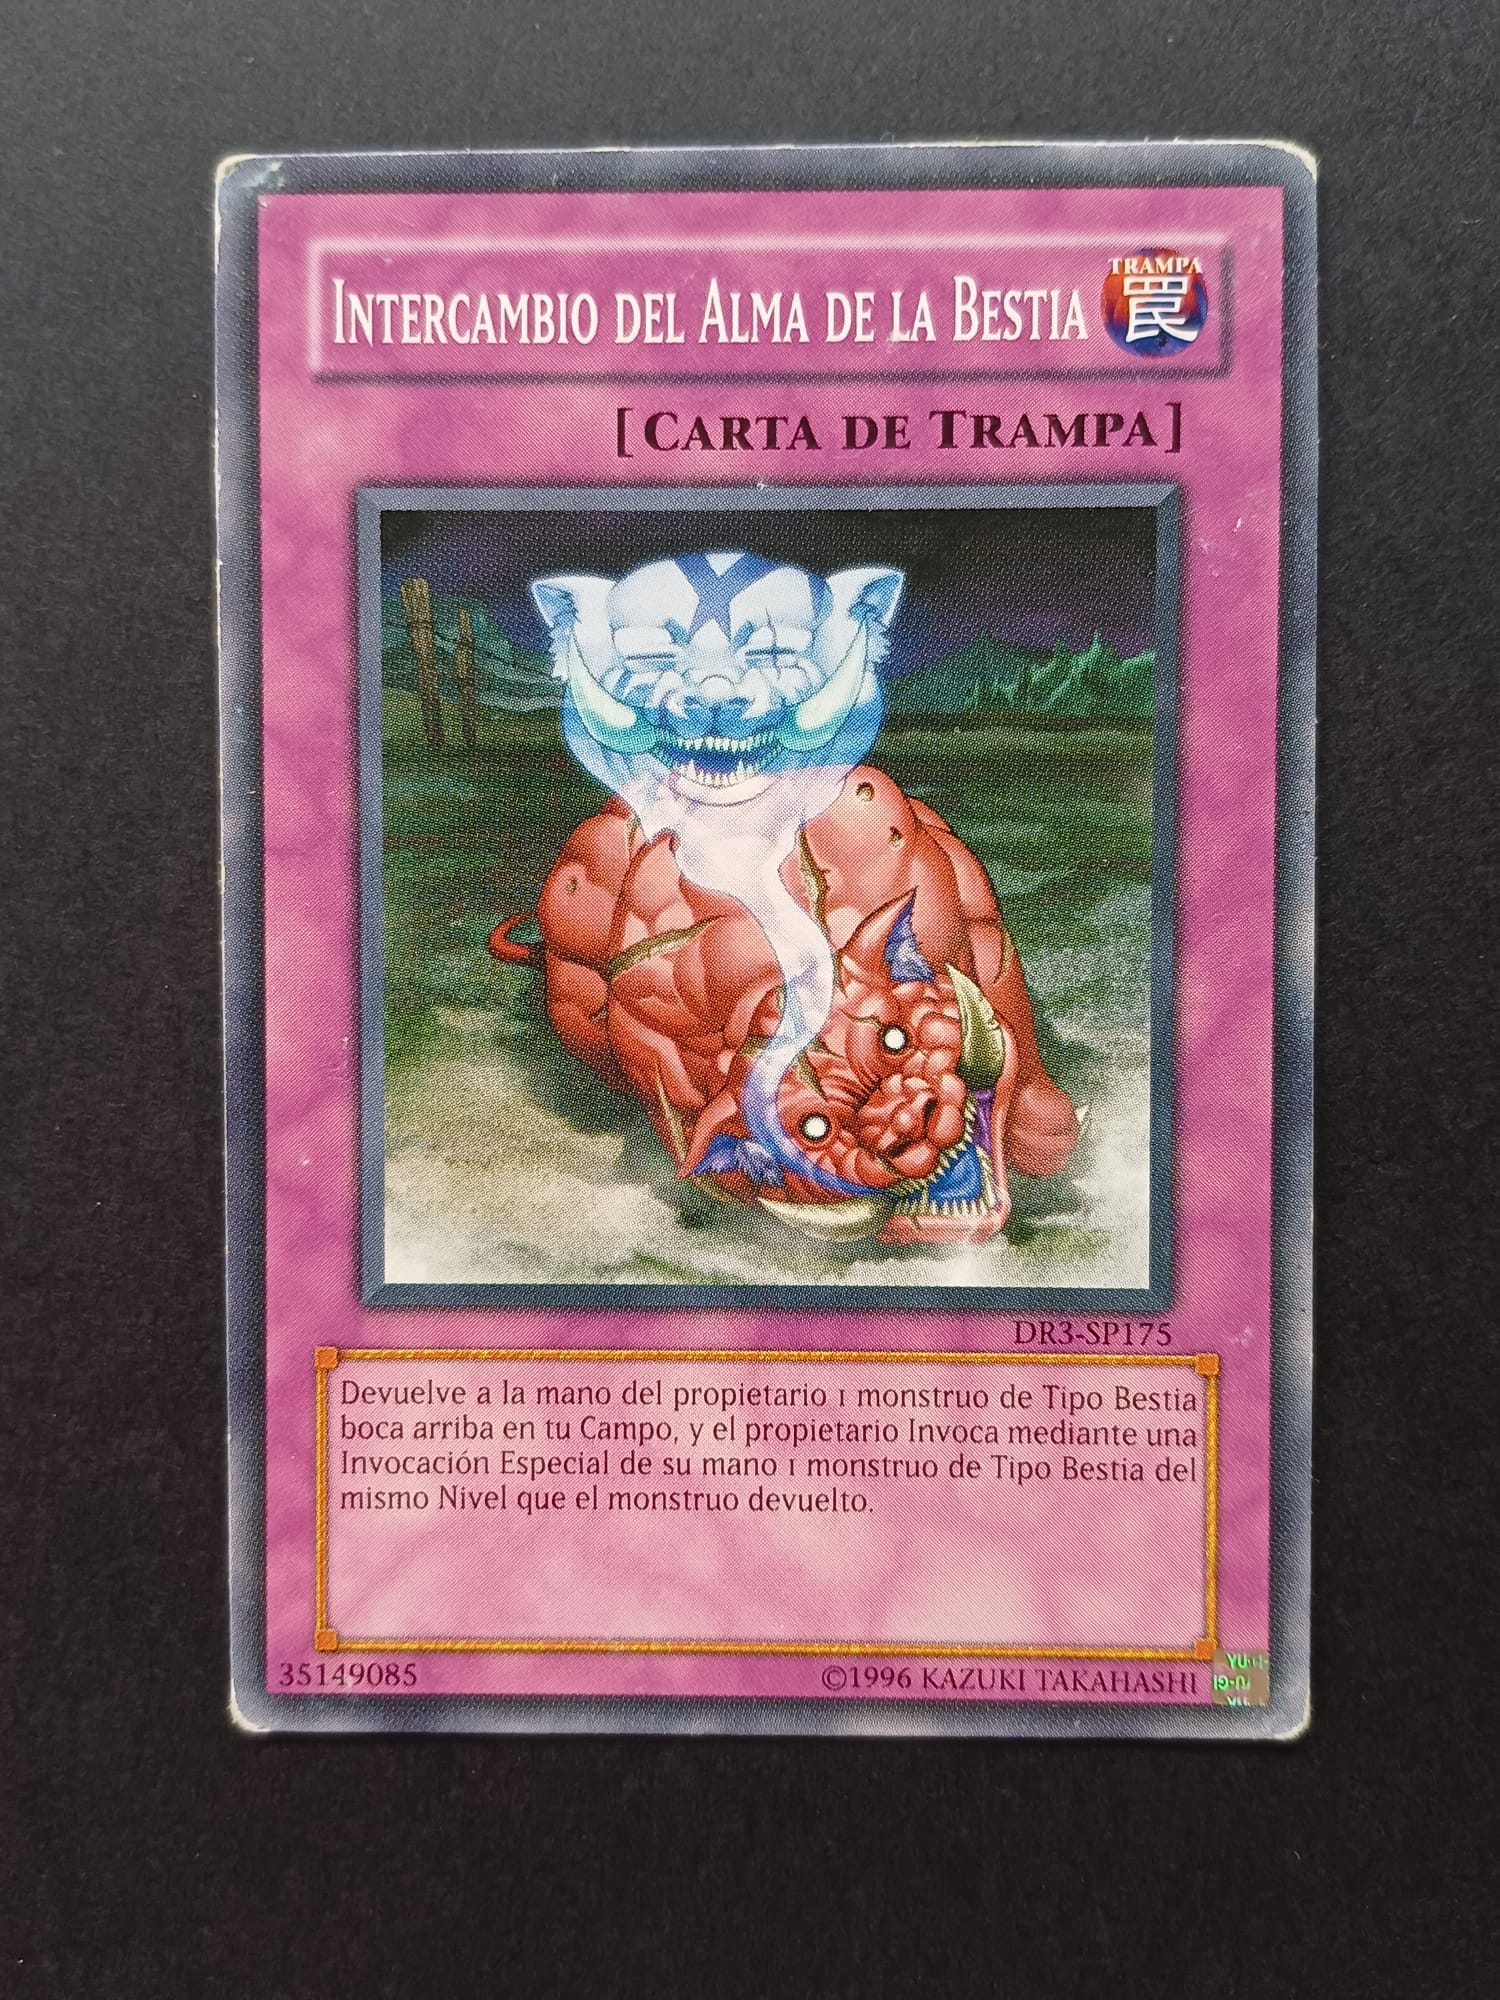 INTERCAMBIO DEL ALMA DE LA BESTIA
TRAMPA
罠
[CARTA DE TRAMPA]
DR3-SP175
Devuelve a la mano del propietario 1 monstruo de Tipo Bestia
boca arriba en tu Campo, y el propietario Invoca mediante una
Invocación Especial de su mano 1 monstruo de Tipo Bestia del
mismo Nivel que el monstruo devuelto.
35149085
©1996 KAZUKI TAKAHASHI